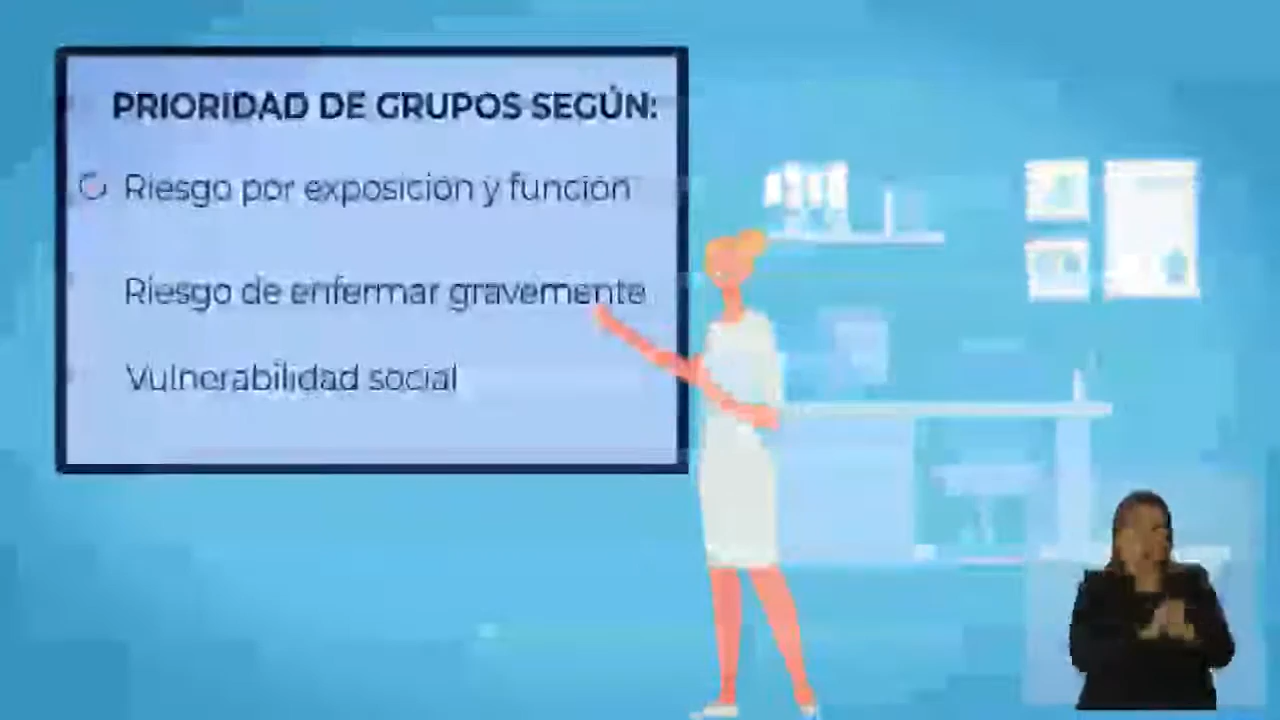 PRIORIDAD DE GRUPOS SEGÚN:
Riesgo por exposición y función
Riesgo de enfermar gravemente
Vulnerabilidad social